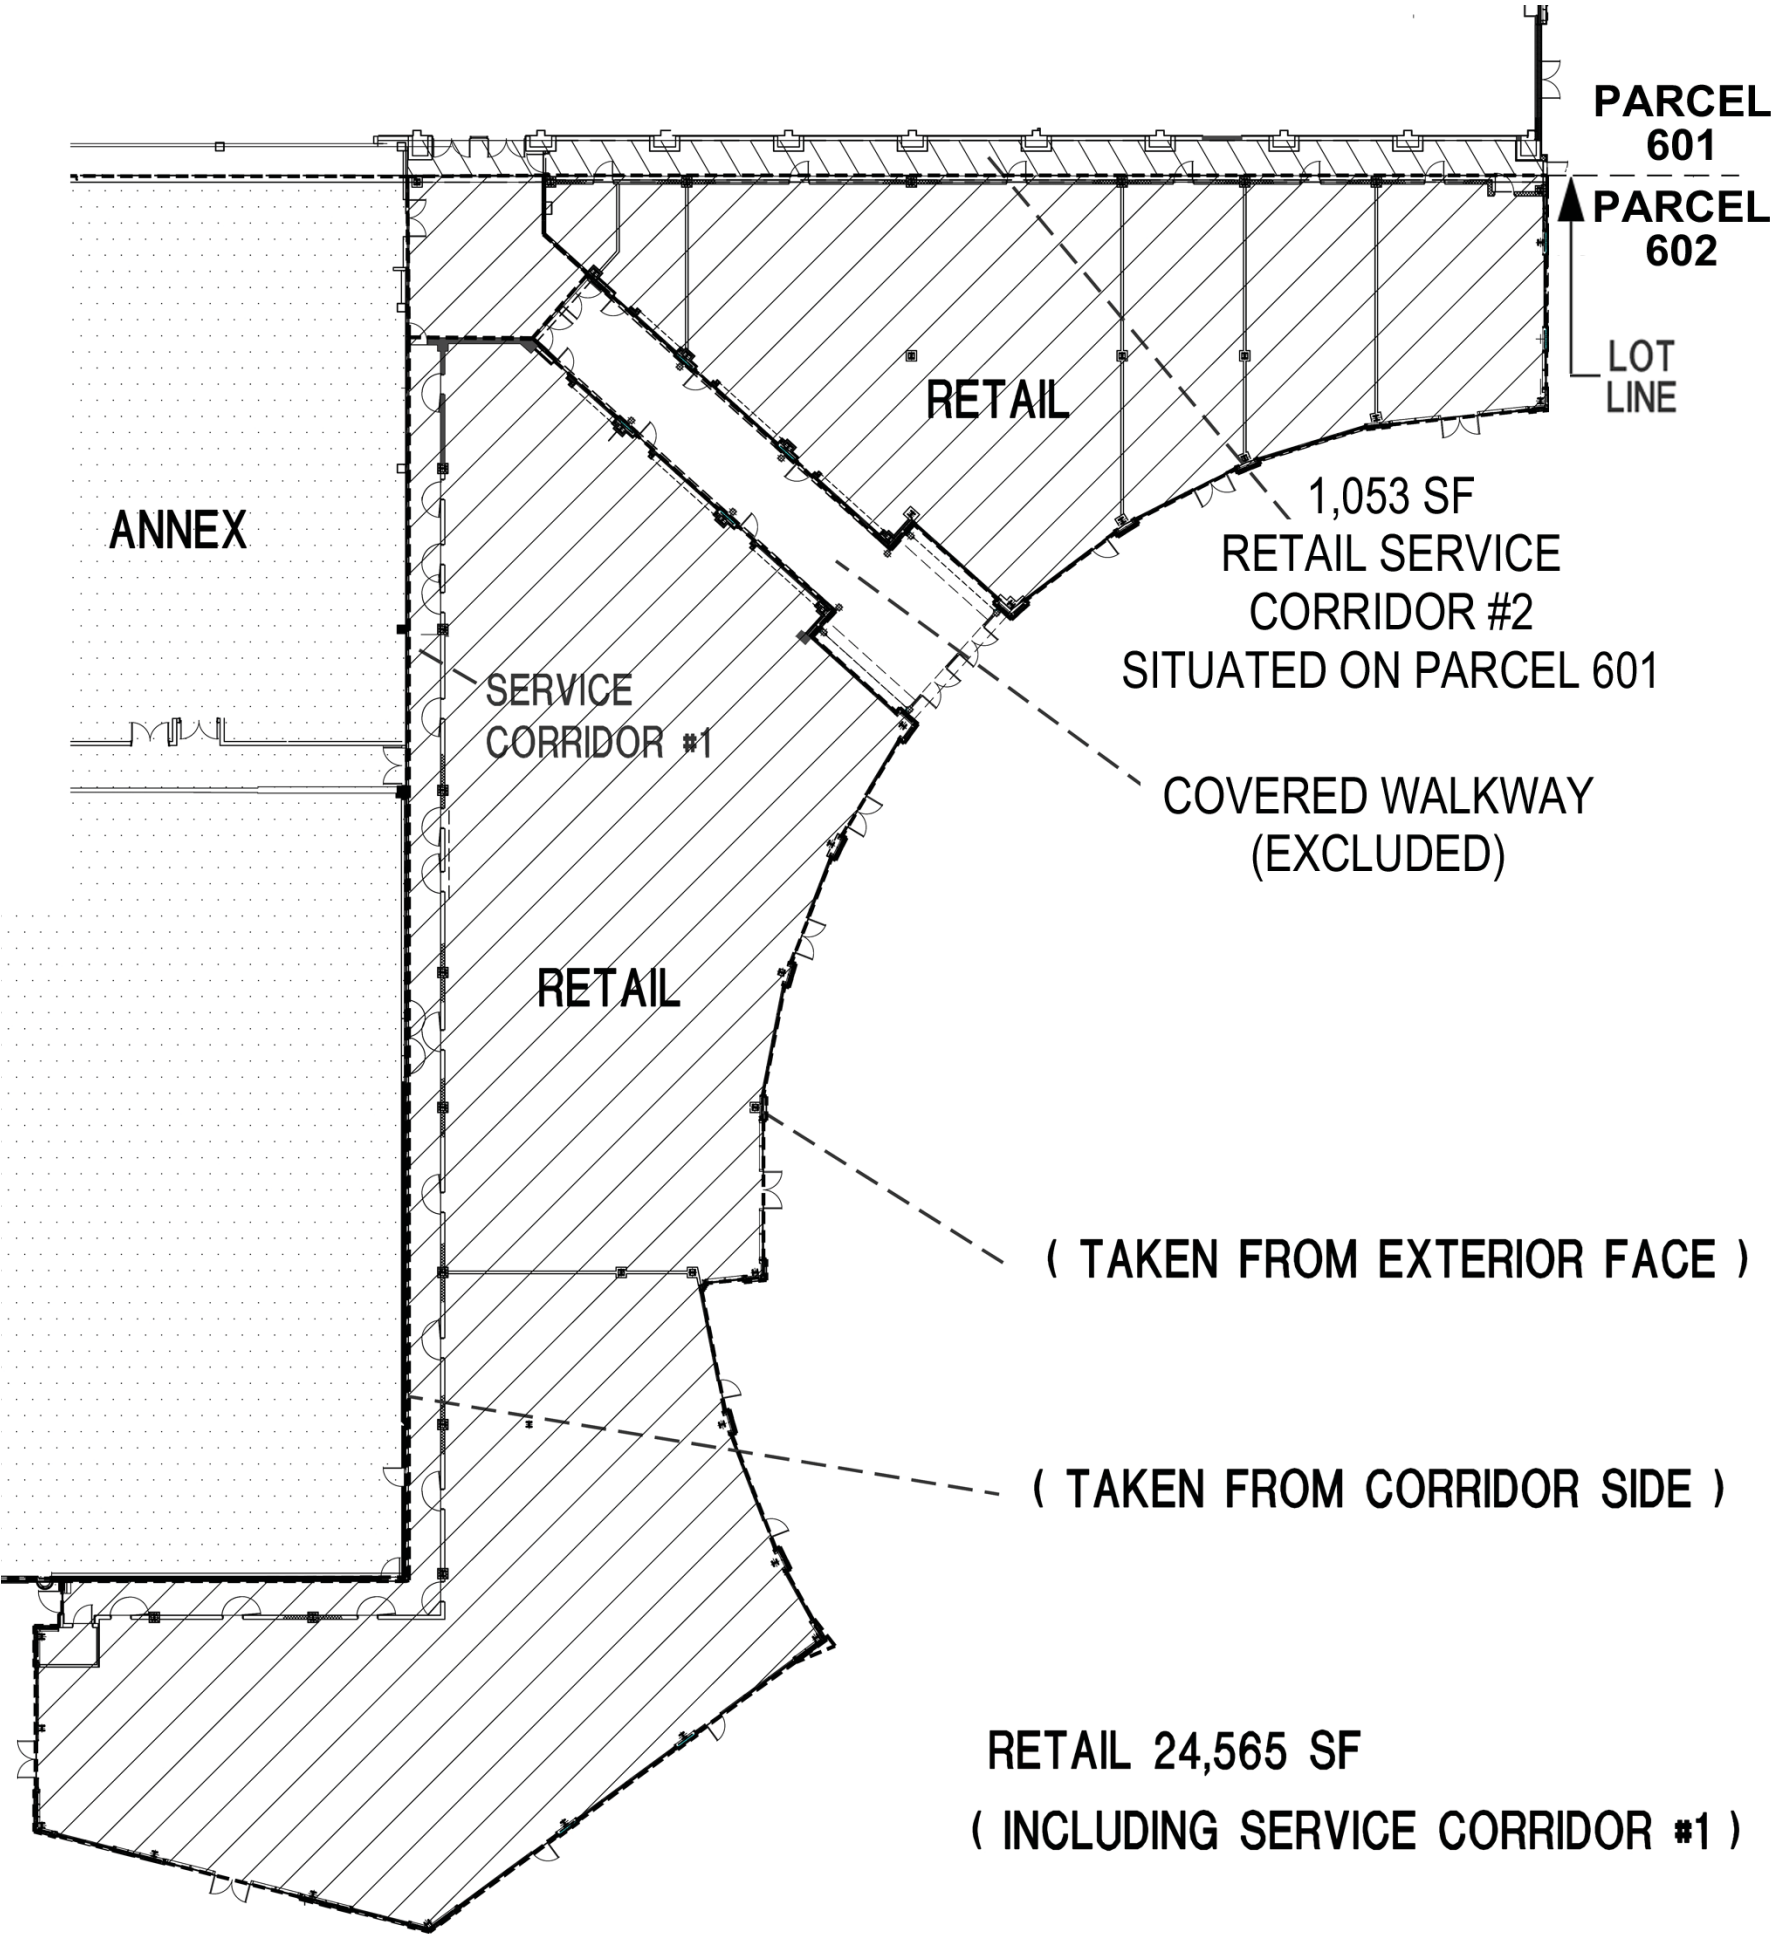 PARCEL
601
PARCEL
602
LOT
LINE
RETAIL
1,053 SF
RETAIL SERVICE
CORRIDOR #2
SITUATED ON PARCEL 601
ANNEX
SERVICE
CORRIDOR #1
COVERED WALKWAY
(EXCLUDED)
RETAIL
( TAKEN FROM EXTERIOR FACE )
( TAKEN FROM CORRIDOR SIDE )
RETAIL 24,565 SF
( INCLUDING SERVICE CORRIDOR #1 )